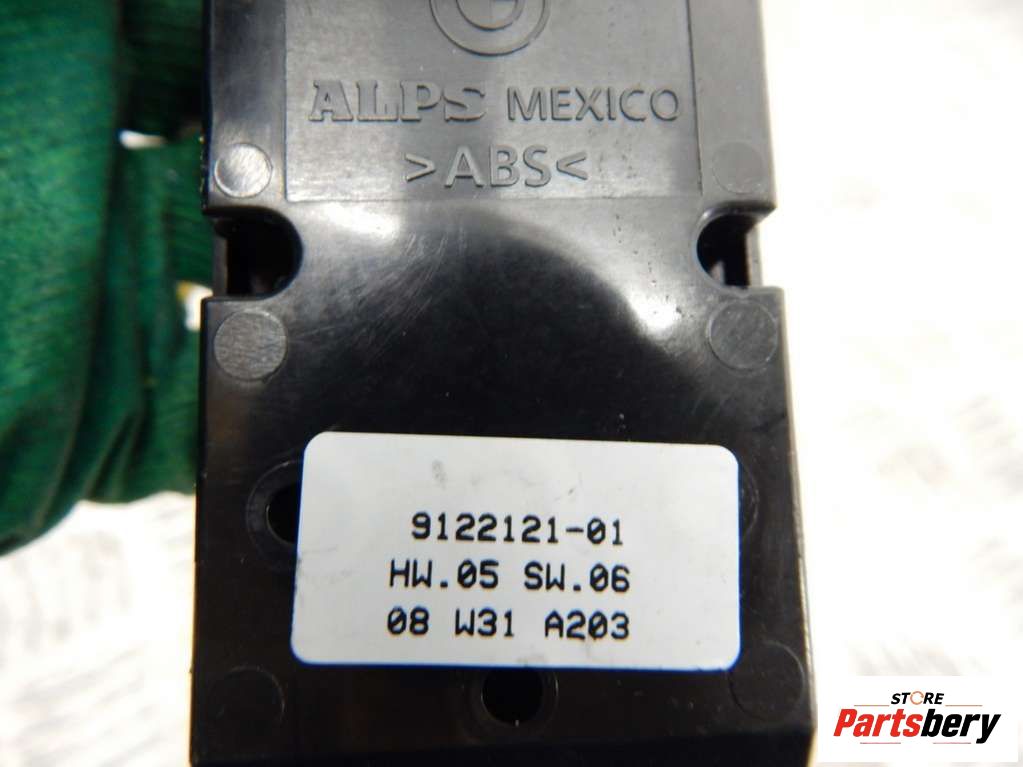 ALPS MEXICO
>ABS<
9122121-01
HW.05 SW.06
08 W31 A203
STORE
Partsbery